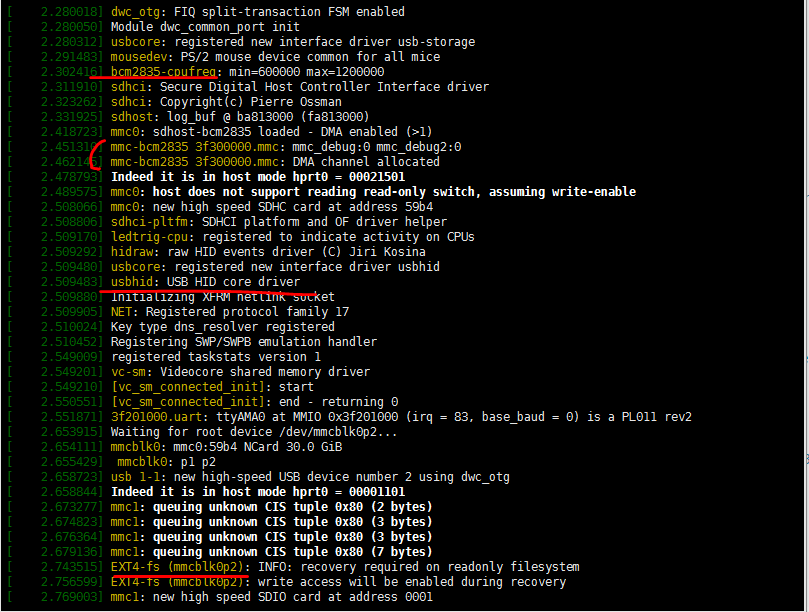 [    2.280018] dwc_otg: FIQ split-transaction FSM enabled
[    2.280050] Module dwc_common_port init
[    2.280312] usbcore: registered new interface driver usb-storage
[    2.291483] mousedev: PS/2 mouse device common for all mice
[    2.302416] bcm2835-cpufreq: min=600000 max=1200000
[    2.311910] sdhci: Secure Digital Host Controller Interface driver
[    2.323262] sdhci: Copyright(c) Pierre Ossman
[    2.331925] sdhost: log_buf @ ba813000 (fa813000)
[    2.418723] mmc0: sdhost-bcm2835 loaded - DMA enabled (>1)
[    2.451310] mmc-bcm2835 3f300000.mmc: mmc_debug:0 mmc_debug2:0
[    2.462146] mmc-bcm2835 3f300000.mmc: DMA channel allocated
[    2.478793] Indeed it is in host mode hprt0 = 00021501
[    2.489575] mmc0: host does not support reading read-only switch, assuming write-enable
[    2.508066] mmc0: new high speed SDHC card at address 59b4
[    2.508806] sdhci-pltfm: SDHCI platform and OF driver helper
[    2.509170] ledtrig-cpu: registered to indicate activity on CPUs
[    2.509292] hidraw: raw HID events driver (C) Jiri Kosina
[    2.509480] usbcore: registered new interface driver usbhid
[    2.509483] usbhid: USB HID core driver
[    2.509880] Initializing XFRM netlink socket
[    2.509905] NET: Registered protocol family 17
[    2.510024] Key type dns_resolver registered
[    2.510452] Registering SWP/SWPB emulation handler
[    2.549009] registered taskstats version 1
[    2.549201] vc-sm: Videocore shared memory driver
[    2.549210] [vc_sm_connected_init]: start
[    2.550551] [vc_sm_connected_init]: end - returning 0
[    2.551871] 3f201000.uart: ttyAMA0 at MMIO 0x3f201000 (irq = 83, base_baud = 0) is a PL011 rev2
[    2.653915] Waiting for root device /dev/mmcblk0p2...
[    2.654111] mmcblk0: mmc0:59b4 NCard 30.0 GiB
[    2.655429]  mmcblk0: p1 p2
[    2.658723] usb 1-1: new high-speed USB device number 2 using dwc_otg
[    2.658844] Indeed it is in host mode hprt0 = 00001101
[    2.673277] mmc1: queuing unknown CIS tuple 0x80 (2 bytes)
[    2.674823] mmc1: queuing unknown CIS tuple 0x80 (3 bytes)
[    2.676364] mmc1: queuing unknown CIS tuple 0x80 (3 bytes)
[    2.679136] mmc1: queuing unknown CIS tuple 0x80 (7 bytes)
[    2.743515] EXT4-fs (mmcblk0p2): INFO: recovery required on readonly filesystem
[    2.756599] EXT4-fs (mmcblk0p2): write access will be enabled during recovery
[    2.769003] mmc1: new high speed SDIO card at address 0001